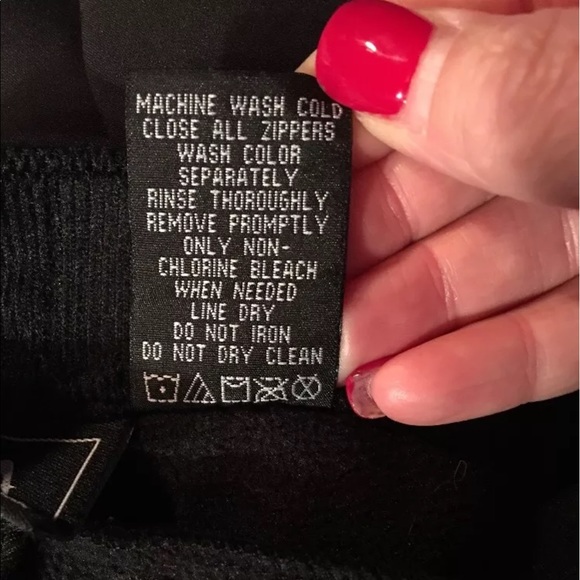 MACHINE WASH COLD
CLOSE ALL ZIPPERS
WASH COLOR
SEPARATELY
RINSE THOROUGHLY
REMOVE PROMPTLY
ONLY NON-
CHLORINE BLEACH
WHEN NEEDED
LINE DRY
DO NOT IRON
DO NOT DRY CLEAN